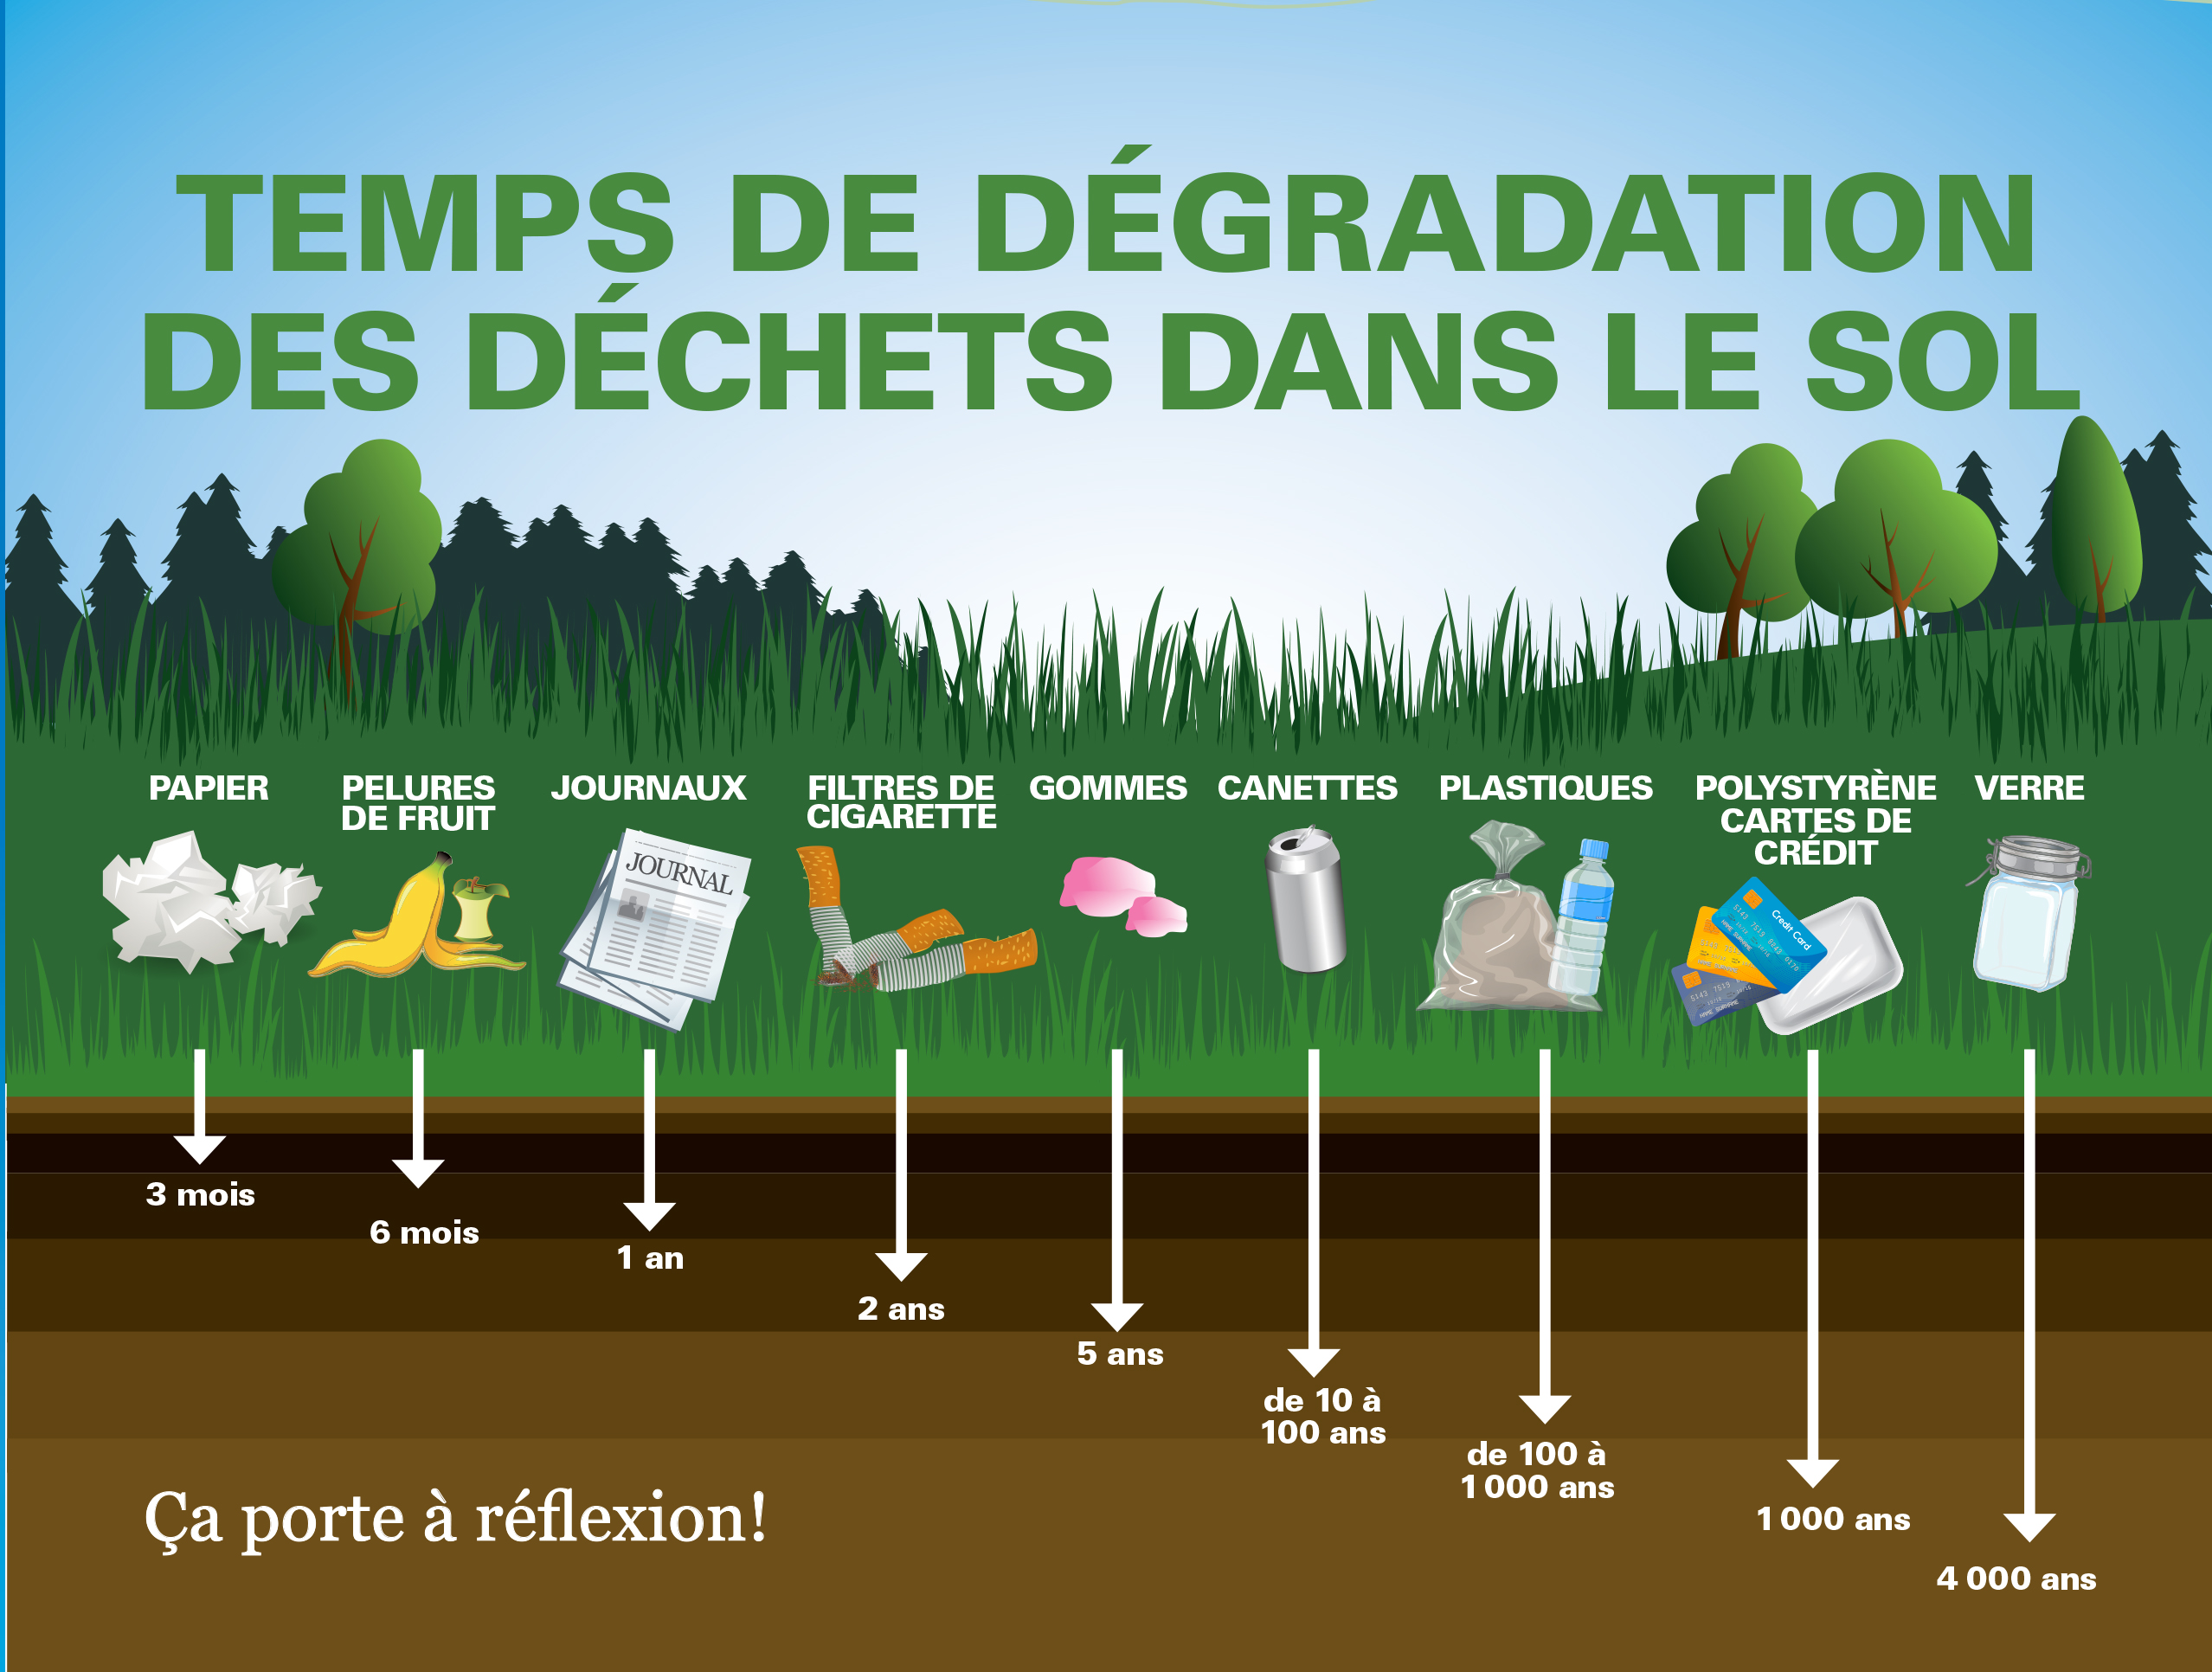 TEMPS DE DÉGRADATION
DES DÉCHETS DANS LE SOL
PAPIER
PELURES
DE FRUIT
JOURNAUX
FILTRES DE
CIGARETTE
GOMMES
CANETTES
PLASTIQUES
POLYSTYRÈNE
CARTES DE
CRÉDIT
VERRE
JOURNAL
Credit Card
3 mois
6 mois
1 an
2 ans
5 ans
de 10 à
100 ans
de 100 à
1 000 ans
1 000 ans
4 000 ans
Ça porte à réflexion!